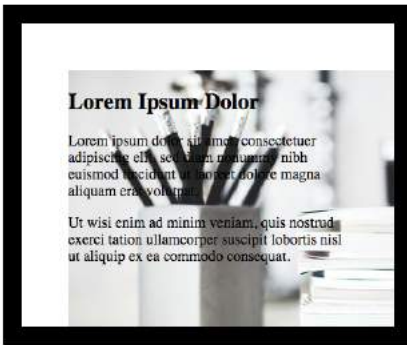 Lorem Ipsum Dolor
Lorem ipsum dolor sit amet, consectetuer
adipiscing elit, sed diam nonummy nibh
euismod tincidunt ut laoreet dolore magna
aliquam erat volutpat.
Ut wisi enim ad minim veniam, quis nostrud
exerci tation ullamcorper suscipit lobortis nisl
ut aliquip ex ea commodo consequat.